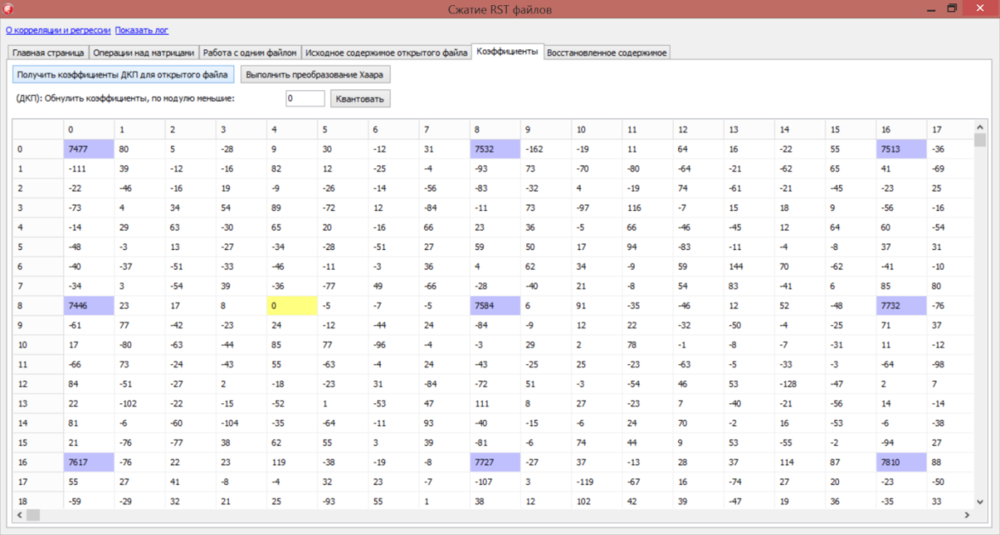 Сжатие RST файлов
О корреляции и регрессии Показать лог
Главная страница Операции над матрицами Работа с одним файлом Исходное содержимое открытого файла Коэффициенты Восстановленное содержимое
Получить коэффициенты ДКП для открытого файла Выполнить преобразование Хаара
(ДКП): Обнулить коэффициенты, по модулю меньшие: 0 Квантовать
0 1 2 3 4 5 6 7 8 9 10 11 12 13 14 15 16 17
0 7477 80 5 -28 9 30 -12 31 7532 -162 -19 11 64 16 -22 55 7513 -36
1 -111 39 -12 -16 82 12 -25 -4 -93 73 -70 -80 -64 -21 -62 65 41 -69
2 -22 -46 -16 19 -9 -26 -14 -56 -83 -32 4 -19 74 -61 -21 -45 -23 25
3 -73 4 34 54 89 -72 12 -84 -11 73 -97 116 -7 15 18 9 -56 -16
4 -14 29 63 -30 65 20 -16 66 23 36 -5 66 -46 -45 12 64 60 -54
5 -48 -3 13 -27 -34 -28 -51 27 59 50 17 94 -83 -11 -4 -8 37 31
6 -40 -37 -51 -33 -46 -11 -3 36 4 62 34 -9 59 144 70 -62 -41 -10
7 -34 3 -54 39 -36 -77 49 -66 -28 -40 21 -8 54 83 -41 6 85 80
8 7446 23 17 8 0 -5 -7 -5 7584 6 91 -35 -46 12 52 -48 7732 -76
9 -61 77 -42 -23 24 -12 -44 24 -84 -9 12 22 -32 -50 -4 -25 71 37
10 17 -80 -63 -44 85 77 -96 -4 -3 29 2 78 -1 -8 -7 -31 11 -12
11 -66 73 -24 -43 55 -63 -4 24 -43 -25 25 -23 -63 -5 -33 -3 -64 -98
12 84 -51 -27 2 -18 -23 31 -84 -72 51 -3 -54 46 53 -128 -47 2 7
13 22 -102 -22 -15 -52 1 -53 47 111 8 27 -23 7 -40 -21 -56 14 -14
14 81 -6 -60 -104 -35 -64 -11 93 -40 -15 -6 24 70 -2 16 -53 -6 -38
15 21 -76 -77 38 62 55 3 39 -81 -6 74 44 9 53 -55 -2 -94 27
16 7617 -76 22 23 119 -38 -19 -8 7727 -27 37 -13 28 37 114 87 7810 88
17 55 27 41 -8 -4 32 23 -7 -107 3 -119 -67 16 -74 27 20 -23 -50
18 -59 -29 32 21 25 -93 55 1 38 12 102 42 39 -47 19 36 -35 33